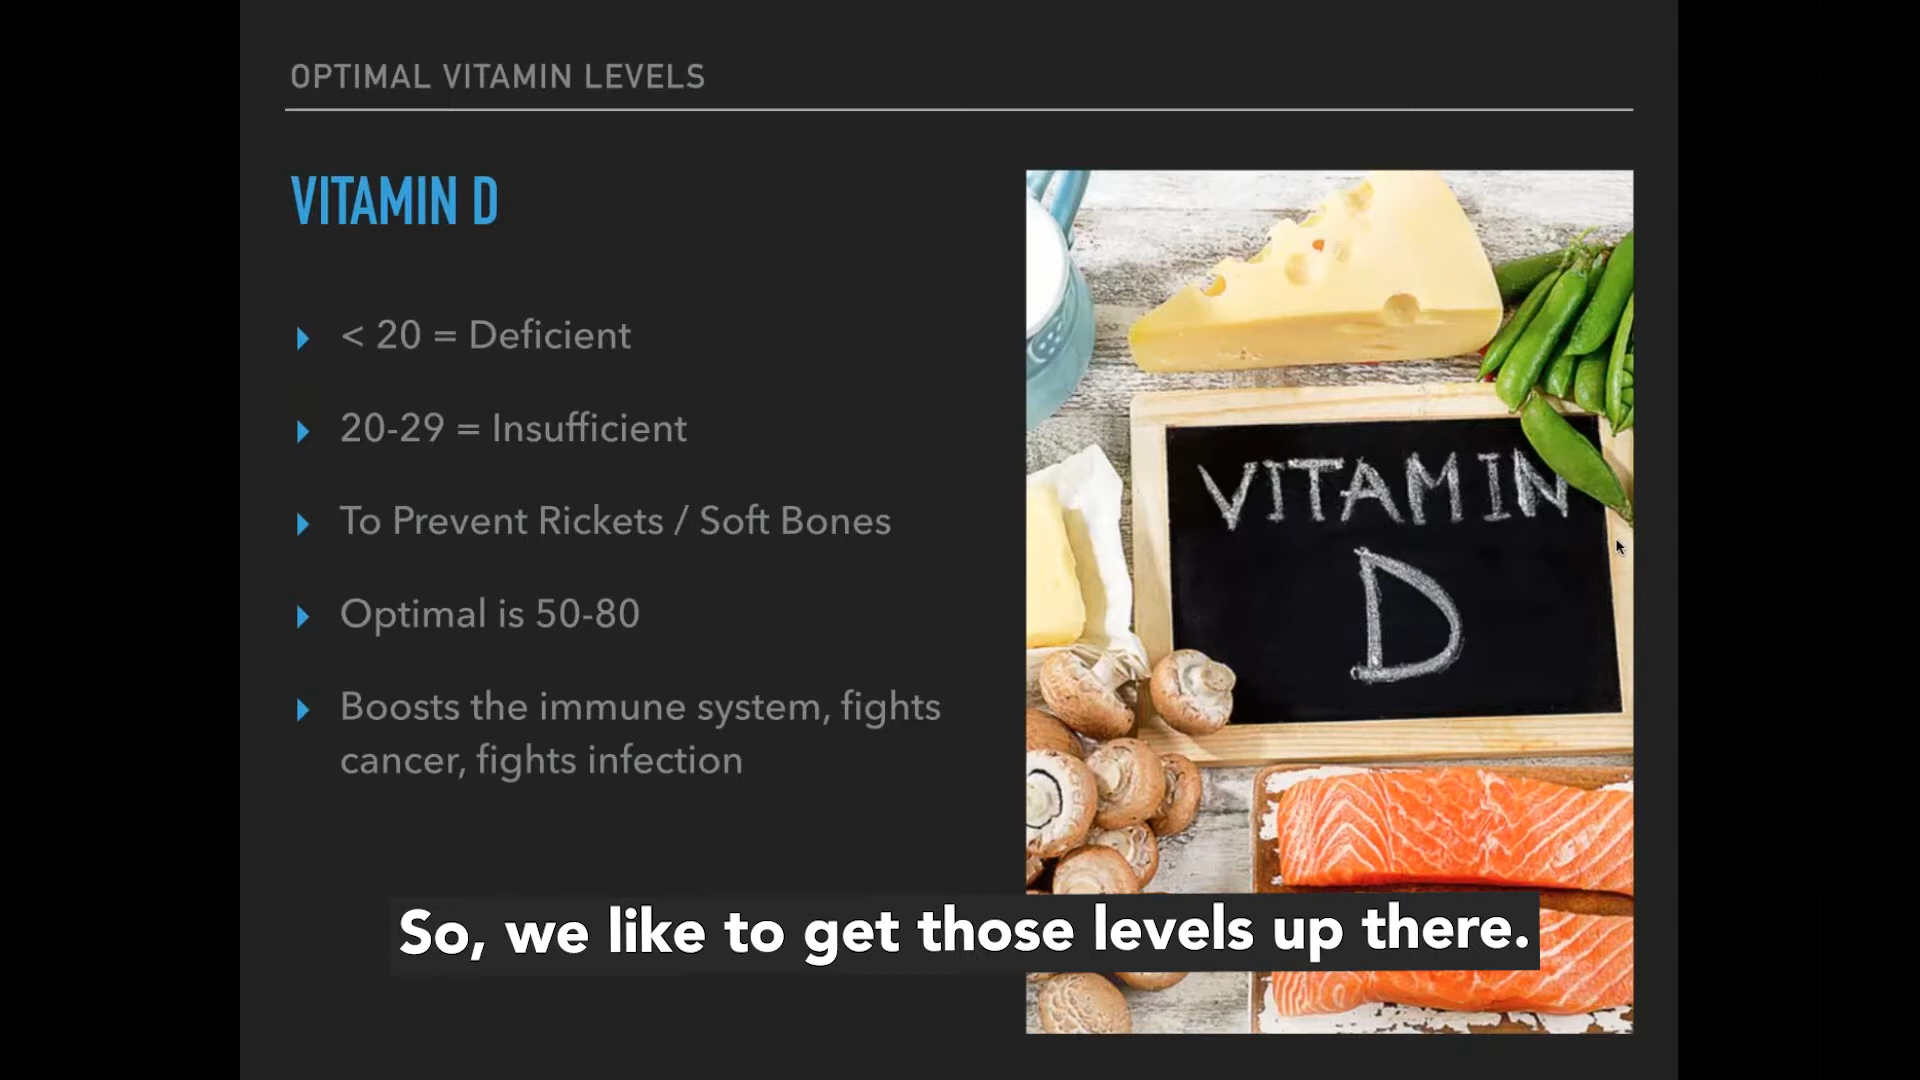 OPTIMAL VITAMIN LEVELS
VITAMIN D
< 20 = Deficient
20-29 = Insufficient
To Prevent Rickets / Soft Bones
Optimal is 50-80
Boosts the immune system, fights
cancer, fights infection
VITAMIN
D
So, we like to get those levels up there.